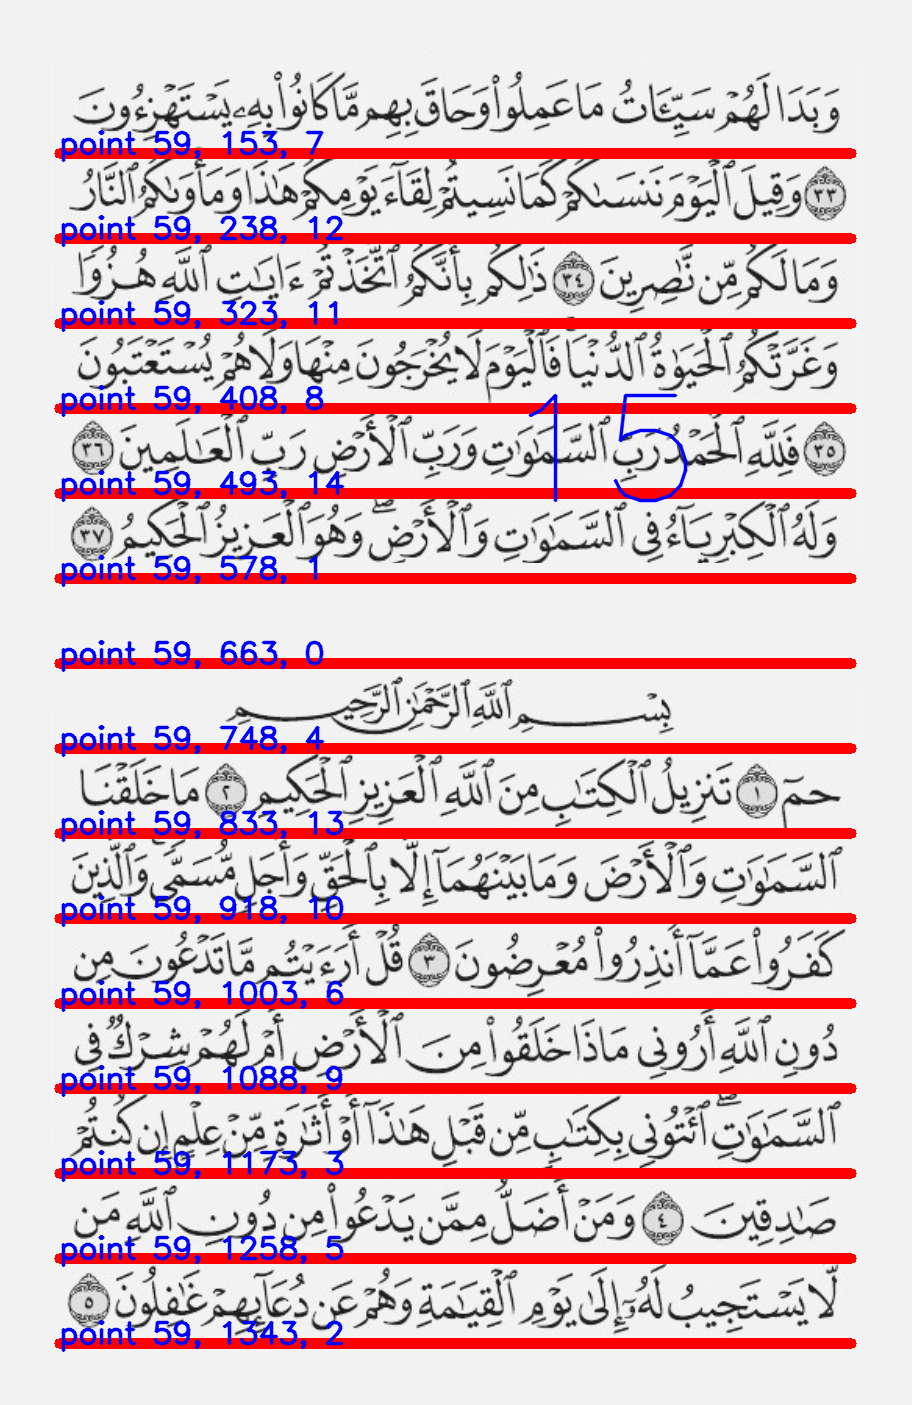 وَبَدَا لَهُمْ سَيِّـَٔاتُ مَا عَمِلُوا۟ وَحَاقَ بِهِم مَّا كَانُوا۟ بِهِۦ يَسْتَهْزِءُونَ
point 59, 153, 7
٣٣ وَقِيلَ ٱلْيَوْمَ نَنسَىٰكُمْ كَمَا نَسِيتُمْ لِقَآءَ يَوْمِكُمْ هَٰذَا وَمَأْوَىٰكُمُ ٱلنَّارُ
point 59, 238, 12
وَمَا لَكُم مِّن نَّٰصِرِينَ ٣٤ ذَٰلِكُم بِأَنَّكُمُ ٱتَّخَذْتُمْ ءَايَٰتِ ٱللَّهِ هُزُوًا
point 59, 323, 11
وَغَرَّتْكُمُ ٱلْحَيَوٰةُ ٱلدُّنْيَا فَٱلْيَوْمَ لَا يُخْرَجُونَ مِنْهَا وَلَا هُمْ يُسْتَعْتَبُونَ
point 59, 408, 8
15
٣٥ فَلِلَّهِ ٱلْحَمْدُ رَبِّ ٱلسَّمَٰوَٰتِ وَرَبِّ ٱلْأَرْضِ رَبِّ ٱلْعَٰلَمِينَ ٣٦
point 59, 493, 14
وَلَهُ ٱلْكِبْرِيَآءُ فِى ٱلسَّمَٰوَٰتِ وَٱلْأَرْضِ ۖ وَهُوَ ٱلْعَزِيزُ ٱلْحَكِيمُ ٣٧
point 59, 578, 1
point 59, 663, 0
بِسْمِ ٱللَّهِ ٱلرَّحْمَٰنِ ٱلرَّحِيمِ
point 59, 748, 4
حمٓ ١ تَنزِيلُ ٱلْكِتَٰبِ مِنَ ٱللَّهِ ٱلْعَزِيزِ ٱلْحَكِيمِ ٢ مَا خَلَقْنَا
point 59, 833, 13
ٱلسَّمَٰوَٰتِ وَٱلْأَرْضَ وَمَا بَيْنَهُمَآ إِلَّا بِٱلْحَقِّ وَأَجَلٍ مُّسَمًّى ۚ وَٱلَّذِينَ
point 59, 918, 10
كَفَرُوا۟ عَمَّآ أُنذِرُوا۟ مُعْرِضُونَ ٣ قُلْ أَرَءَيْتُم مَّا تَدْعُونَ مِن
point 59, 1003, 6
دُونِ ٱللَّهِ أَرُونِى مَاذَا خَلَقُوا۟ مِنَ ٱلْأَرْضِ أَمْ لَهُمْ شِرْكٌ فِى
point 59, 1088, 9
ٱلسَّمَٰوَٰتِ ۖ ٱئْتُونِى بِكِتَٰبٍ مِّن قَبْلِ هَٰذَآ أَوْ أَثَٰرَةٍ مِّنْ عِلْمٍ إِن كُنتُمْ
point 59, 1173, 3
صَٰدِقِينَ ٤ وَمَنْ أَضَلُّ مِمَّن يَدْعُوا۟ مِن دُونِ ٱللَّهِ مَن
point 59, 1258, 5
لَّا يَسْتَجِيبُ لَهُۥٓ إِلَىٰ يَوْمِ ٱلْقِيَٰمَةِ وَهُمْ عَن دُعَآئِهِمْ غَٰفِلُونَ ٥
point 59, 1343, 2